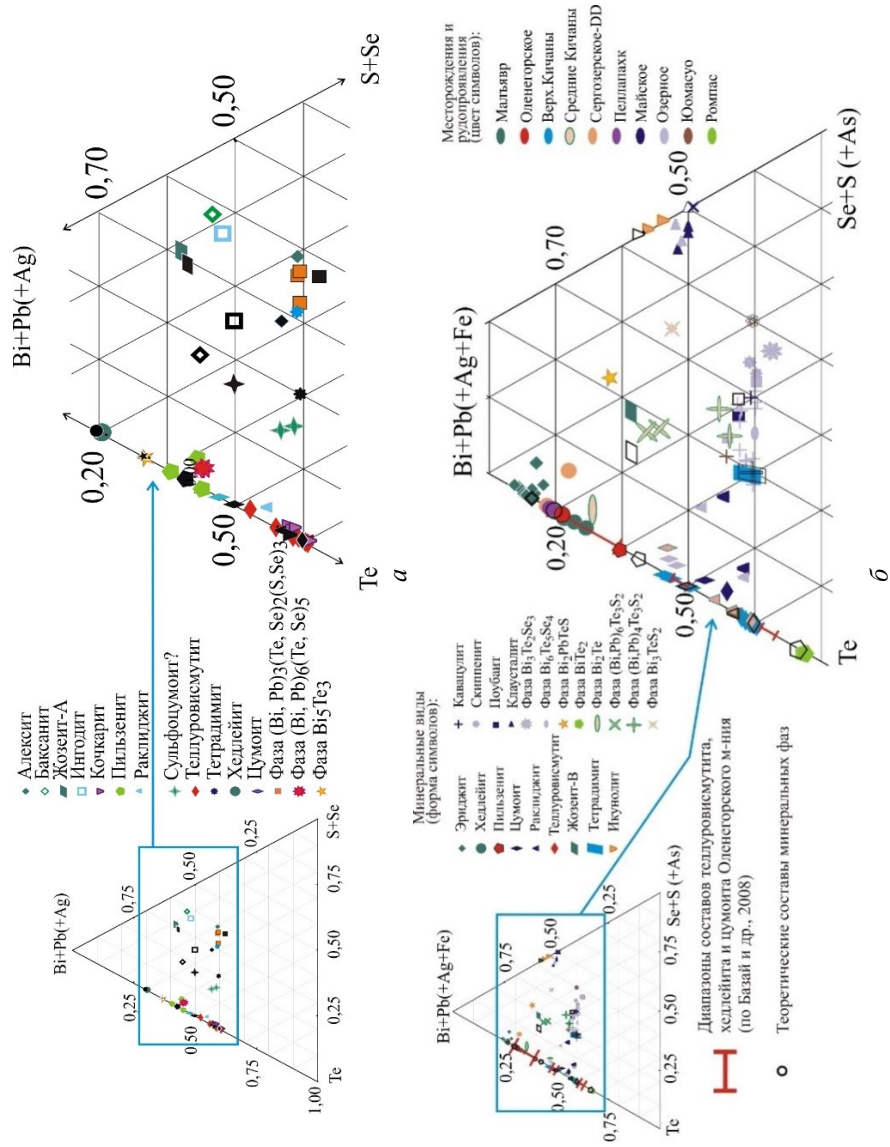 Алексит
Баксанит
Жозеит-А
Ингодит
Кочкарит
Пильзенит
Раклиджит
Сульфоцумоит?
Теллуровисмутит
Тетрадимит
Хедлейит
Цумоит
Фаза (Bi, Pb)3(Te, Se)2(S,Se)3
Фаза (Bi, Pb)6(Te, Se)5
Фаза Bi5Te3
Bi+Pb(+Ag)
0,25
0,75
0,50
0,50
0,75
0,25
1,00
Te
S+Se
Bi+Pb(+Ag)
0,20
0,70
0,50
0,50
Te
S+Se
а
Минеральные виды
(форма символов):
Эриджит
Хедлейит
Пильзенит
Цумоит
Раклиджит
Теллуровисмутит
Жозеит-В
Тетрадимит
Икунолит
Кавацулит
Скиппенит
Поубаит
Клаусталит
Фаза Bi3Te2Se3
Фаза Bi6Te5Se4
Фаза Bi2PbTeS
Фаза BiTe2
Фаза Bi2Te
Фаза (Bi,Pb)6Te3S2
Фаза (Bi,Pb)4Te3S2
Фаза Bi3TeS2
Месторождения и
рудопроявления
(цвет символов):
Мальявр
Оленегорское
Верх.Кичаны
Средние Кичаны
Сергозерское-DD
Пеллапахк
Майское
Озерное
Юомасуо
Ромпас
Bi+Pb(+Ag+Fe)
0,25
0,75
0,50
0,50
0,75
0,25
0,25
0,50
0,75
Te
Se+S (+As)
Bi+Pb(+Ag+Fe)
0,20
0,70
0,50
0,50
Te
Se+S (+As)
Диапазоны составов теллуровисмутита,
хедлейита и цумоита Оленегорского м-ния
(по Базай и др., 2008)
Теоретические составы минеральных фаз
б